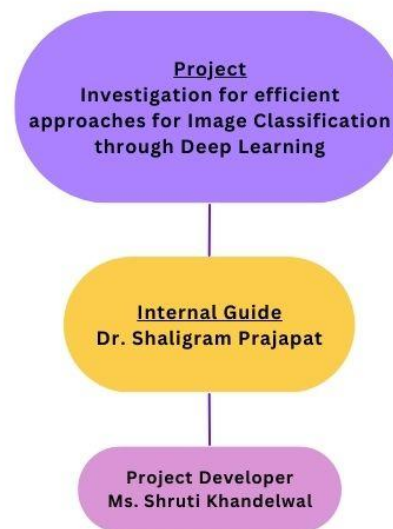 Project
Investigation for efficient
approaches for Image Classification
through Deep Learning
Internal Guide
Dr. Shaligram Prajapat
Project Developer
Ms. Shruti Khandelwal